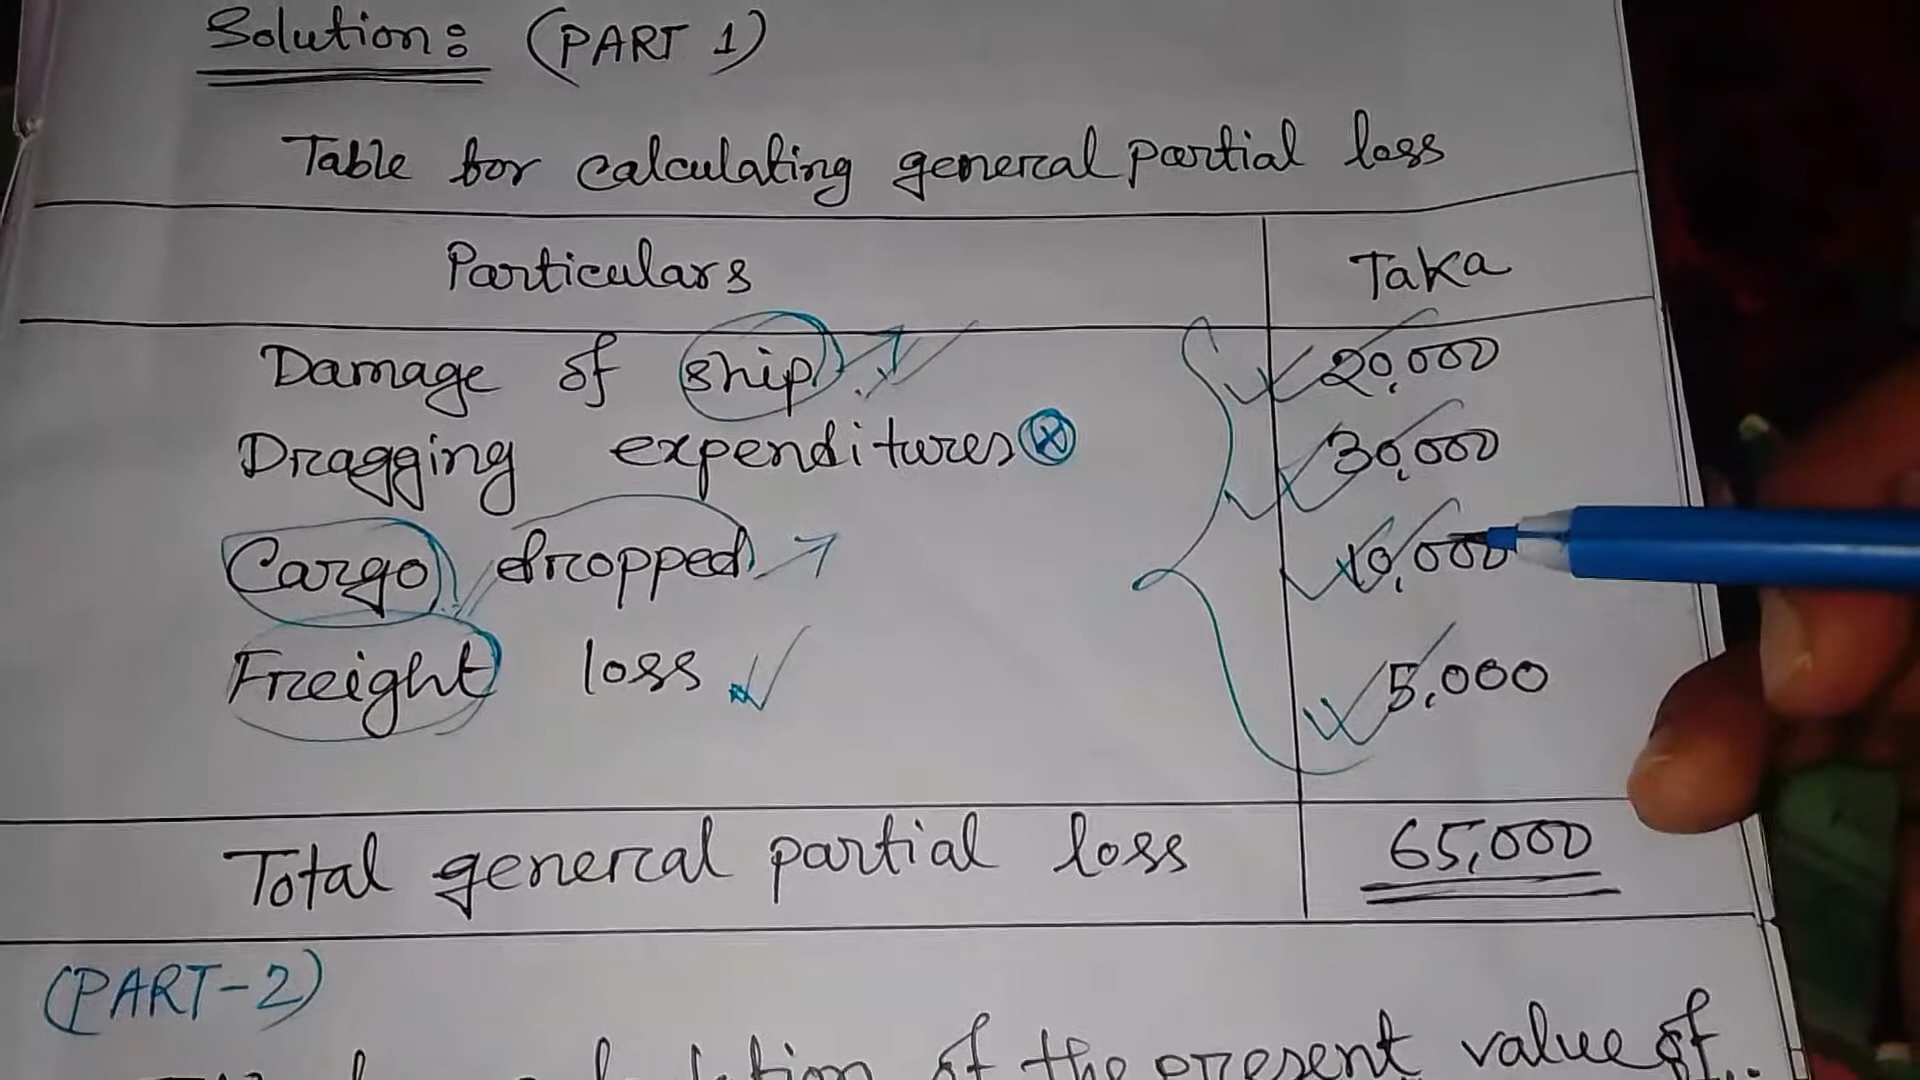 Solution: (PART 1)
Table for calculating general partial loss
Particulars Taka
Damage of ship 20,000
Dragging expenditures 30,000
Cargo dropped 10,000
Freight loss 5,000
Total general partial loss 65,000
(PART-2)
of the present value of